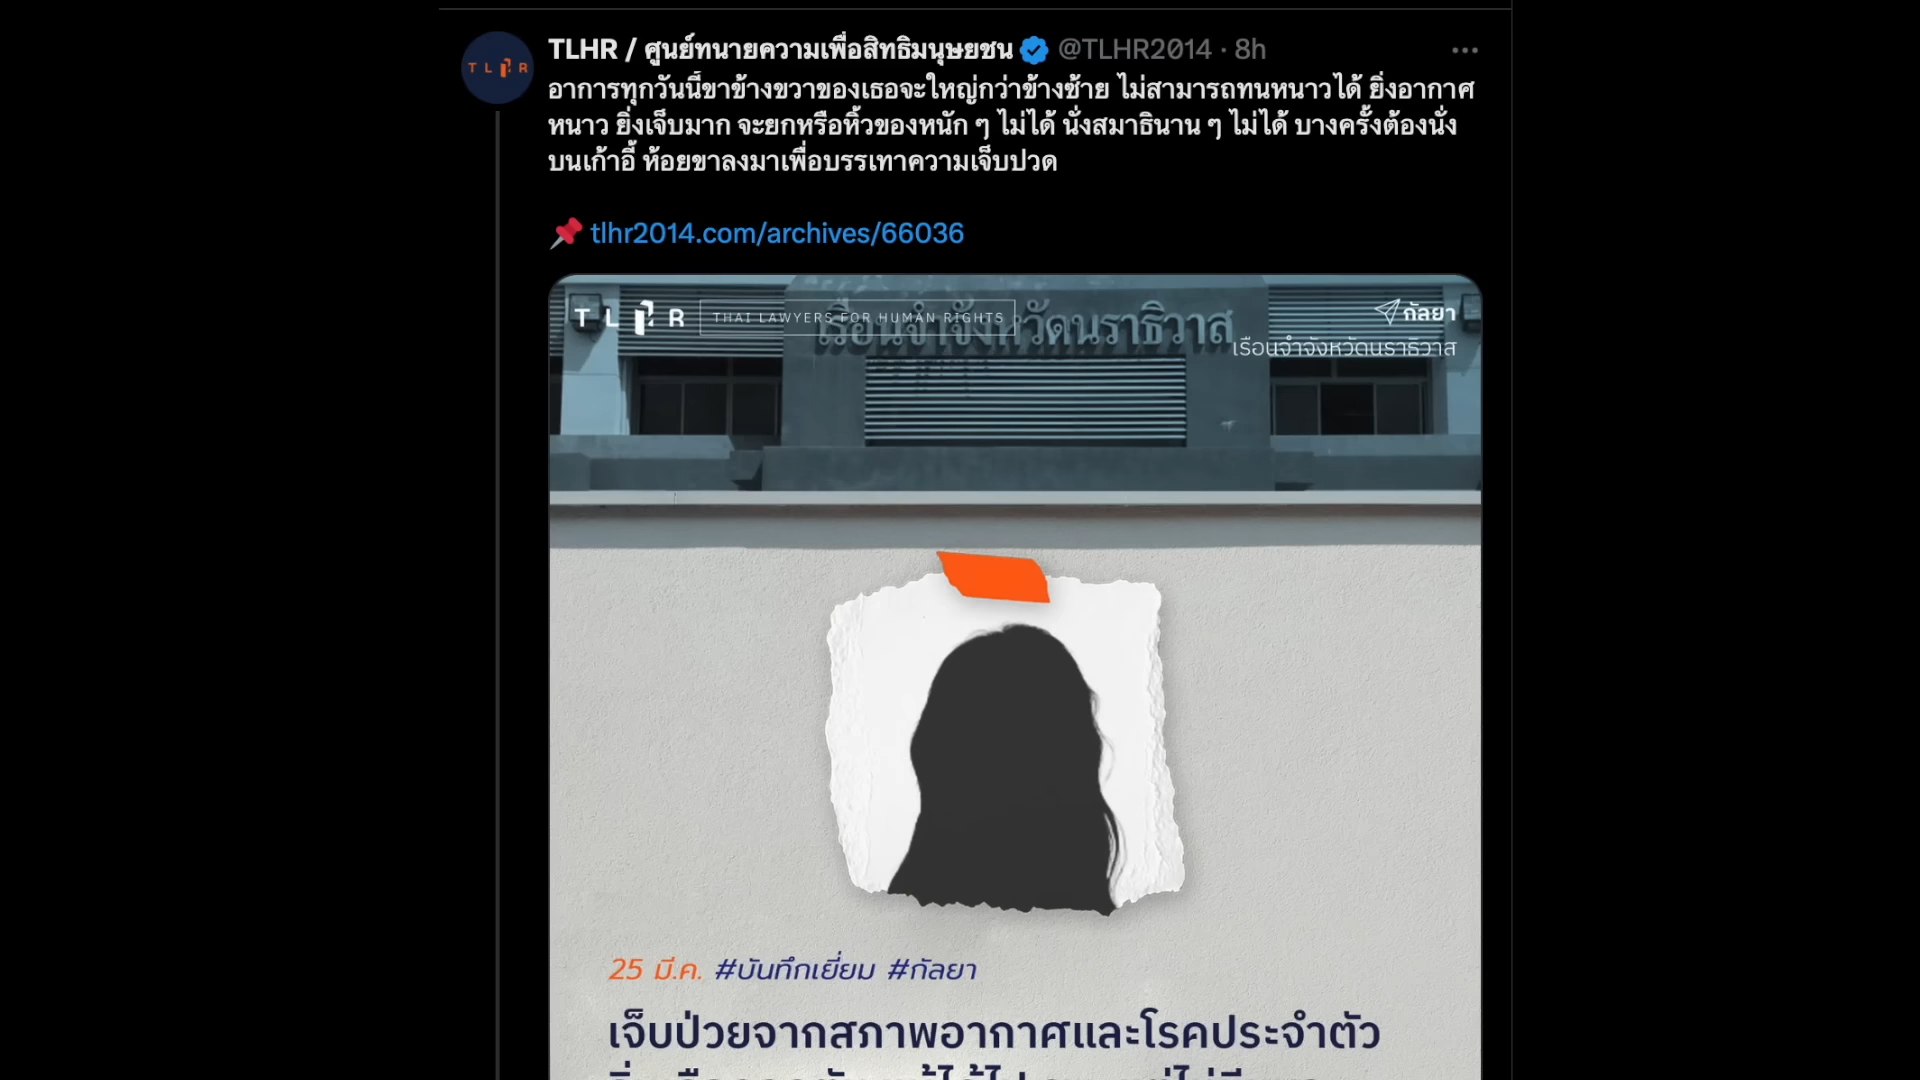 TLHR / ศูนย์ทนายความเพื่อสิทธิมนุษยชน @TLHR2014 · 8h
TLHR
อาการทุกวันนี้ขาข้างขวาของเธอจะใหญ่กว่าข้างซ้าย ไม่สามารถทนหนาวได้ ยิ่งอากาศ
หนาว ยิ่งเจ็บมาก จะยกหรือหิ้วของหนัก ๆ ไม่ได้ นั่งสมาธินาน ๆ ไม่ได้ บางครั้งต้องนั่ง
บนเก้าอี้ ห้อยขาลงมาเพื่อบรรเทาความเจ็บปวด
📌 tlhr2014.com/archives/66036
TLHR THAI LAWYERS FOR HUMAN RIGHTS
เรือนจำจังหวัดนราธิวาส
กัลยา
เรือนจำจังหวัดนราธิวาส
25 มี.ค. #บันทึกเยี่ยม #กัลยา
เจ็บป่วยจากสภาพอากาศและโรคประจำตัว